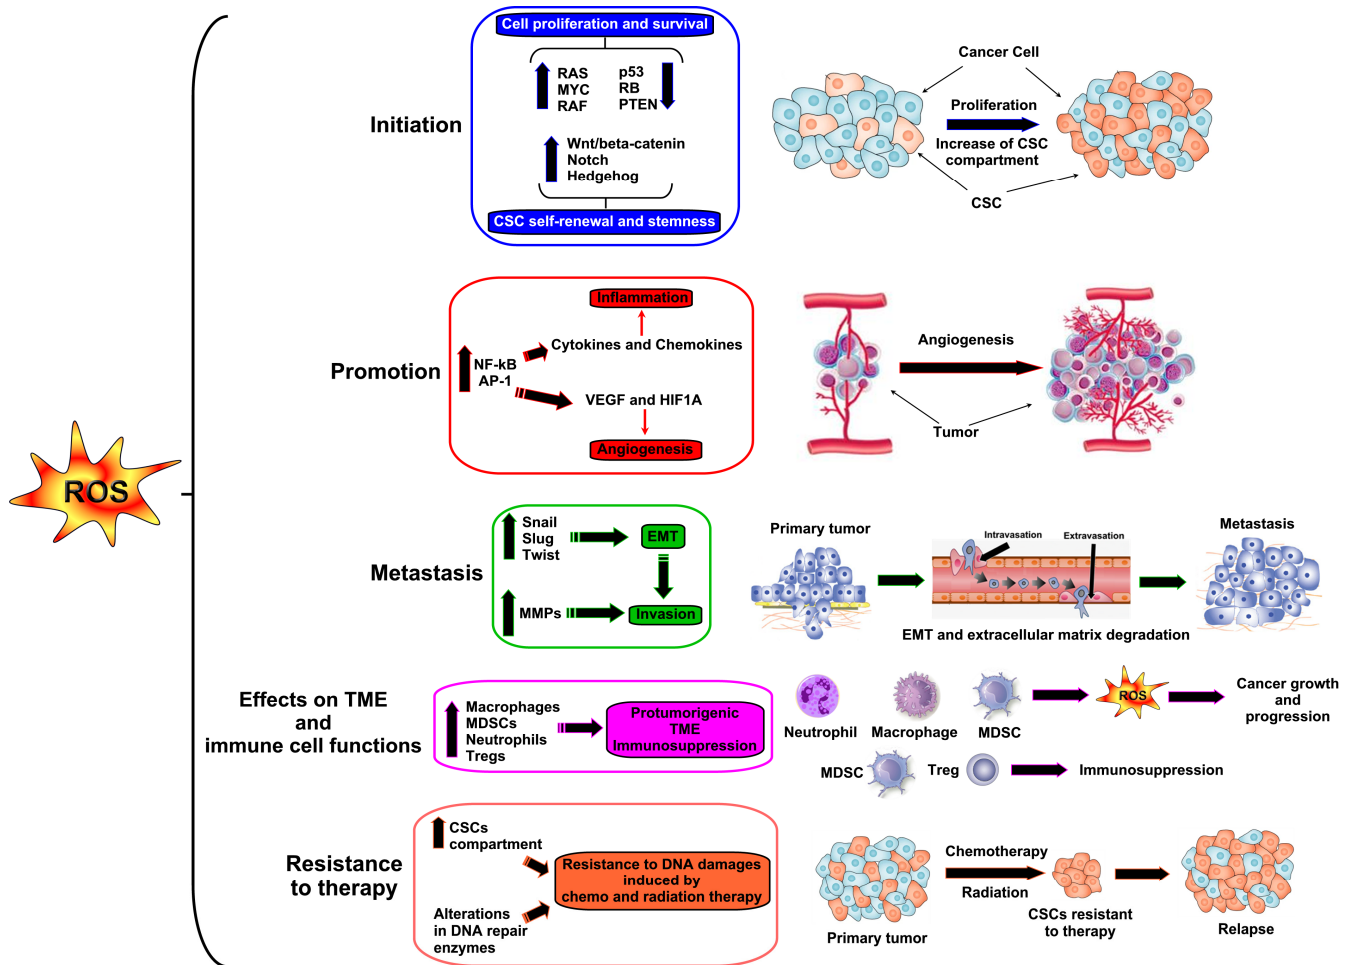 Cell proliferation and survival
RAS
MYC
RAF
p53
RB
PTEN
Initiation
Wnt/beta-catenin
Notch
Hedgehog
CSC self-renewal and stemness
Cancer Cell
Proliferation
Increase of CSC
compartment
CSC
Inflammation
Cytokines and Chemokines
Promotion
NF-kB
AP-1
VEGF and HIF1A
Angiogenesis
Angiogenesis
Tumor
ROS
Metastasis
Snail
Slug
Twist
EMT
MMPs
Invasion
Primary tumor
Intravasation
Extravasation
Metastasis
EMT and extracellular matrix degradation
Effects on TME
and
immune cell functions
Macrophages
MDSCs
Neutrophils
Tregs
Protumorigenic
TME
Immunosuppression
Neutrophil
Macrophage
MDSC
ROS
Cancer growth
and
progression
MDSC
Treg
Immunosuppression
Resistance
to therapy
CSCs
compartment
Alterations
in DNA repair
enzymes
Resistance to DNA damages
induced by
chemo and radiation therapy
Primary tumor
Chemotherapy
Radiation
CSCs resistant
to therapy
Relapse